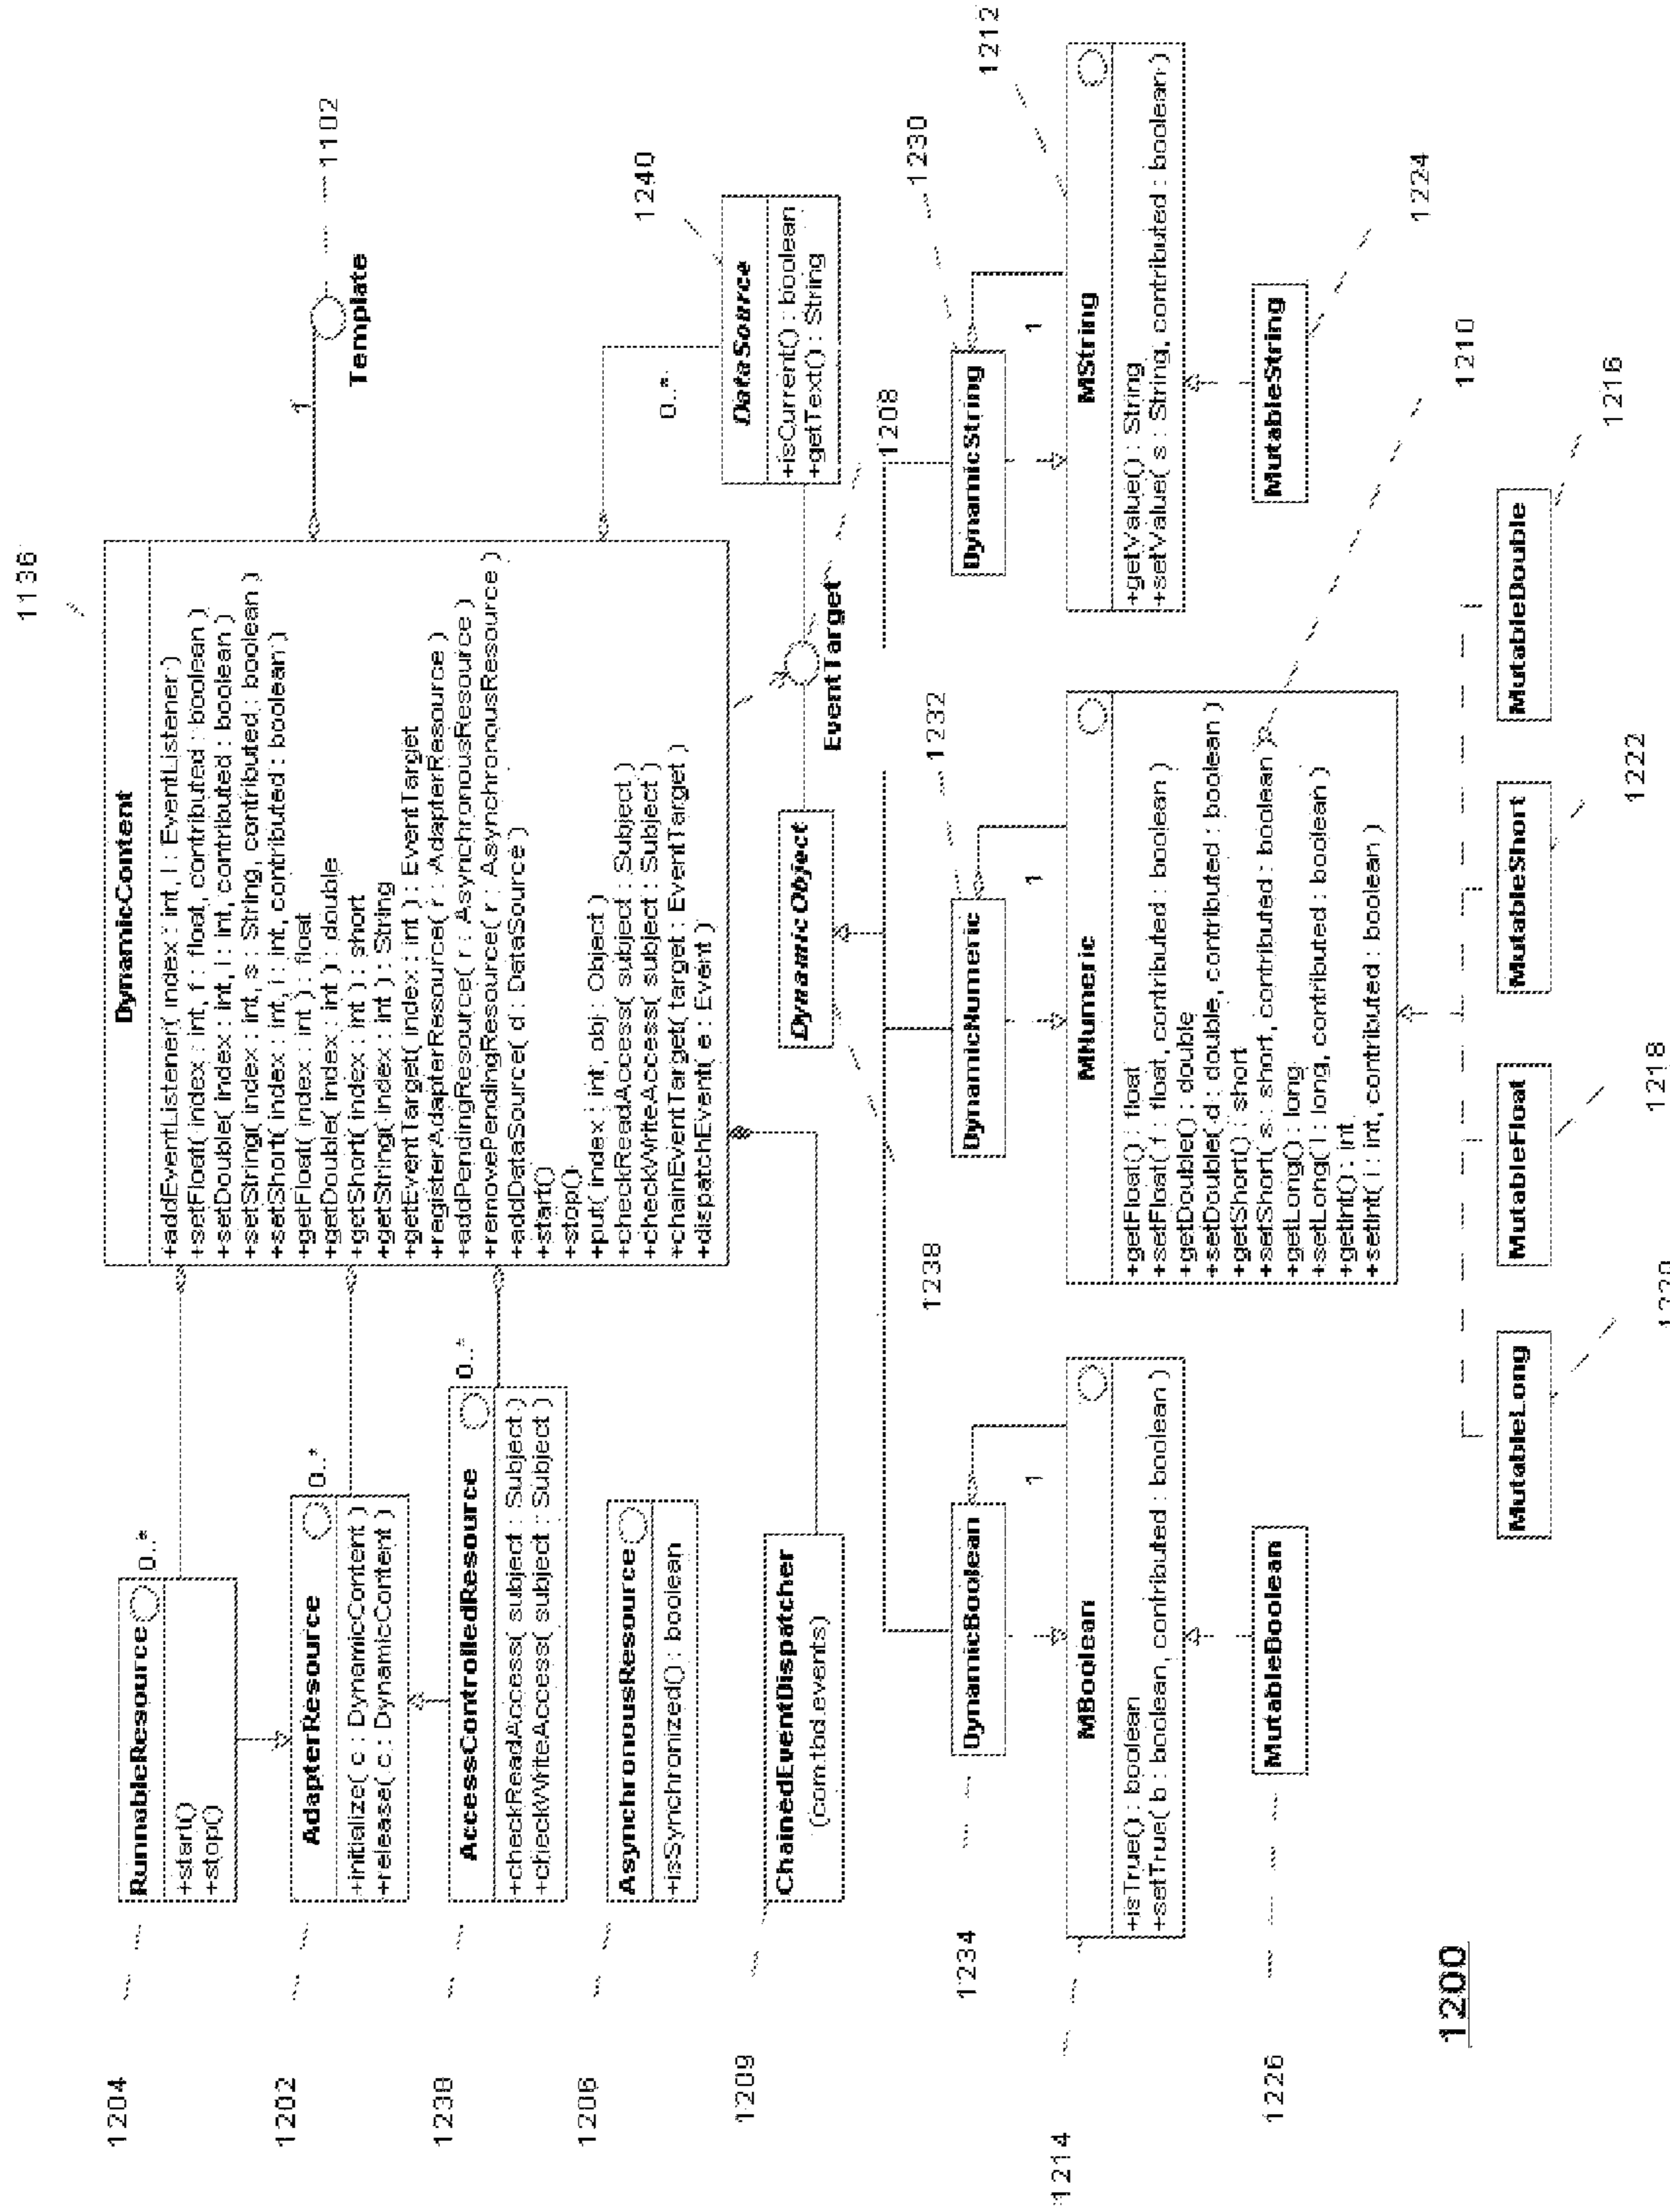 1136
DynamicContent
+addEventListener( index : int, l : EventListener)
+setFloat( index : int, f : float, contributed : boolean )
+setDouble( index : int, i : int, contributed : boolean )
+setString( index : int, s : String, contributed : boolean )
+setShort( index : int, i : int, contributed : boolean )
+getFloat( index : int ) : float
+getDouble( index : int ) : double
+getShort( index : int ) : short
+getString( index : int ) : String
+getEventTarget( index : int ) : EventTarget
+registerAdapterResource( r : AdapterResource )
+addPendingResource( r : AsynchronousResource )
+removePendingResource( r : AsynchronousResource )
+addDataSource( d : DataSource )
+start()
+stop()
+put( index : int, obj : Object )
+checkReadAccess( subject : Subject )
+checkWriteAccess( subject : Subject )
+chainEventTarget( target : EventTarget )
+dispatchEvent( e : Event )
1
Template
1102
1204
RunnableResource
0..*
+start()
+stop()
1202
AdapterResource
0..*
+initialize( c : DynamicContent )
+release( c : DynamicContent )
1238
AccessControlledResource
0..*
+checkReadAccess( subject : Subject )
+checkWriteAccess( subject : Subject )
1206
AsynchronousResource
+isSynchronized() : boolean
1209
ChainedEventDispatcher
(com.tbd.events)
0..*
1240
DataSource
+isCurrent() : boolean
+getText() : String
EventTarget
1208
DynamicObject
1238
1234
DynamicBoolean
1
1232
DynamicNumeric
1
1230
DynamicString
1
1214
MBoolean
+isTrue() : boolean
+setTrue( b : boolean, contributed : boolean )
MNumeric
+getFloat() : float
+setFloat( f : float, contributed : boolean )
+getDouble() : double
+setDouble( d : double, contributed : boolean )
+getShort() : short
+setShort( s : short, contributed : boolean )
+getLong() : long
+setLong( l : long, contributed : boolean )
+getInt() : int
+setInt( i : int, contributed : boolean )
1210
1212
MString
+getValue() : String
+setValue( s : String, contributed : boolean )
1226
MutableBoolean
MutableString
1224
MutableLong
MutableFloat
1218
MutableShort
1222
MutableDouble
1216
1200